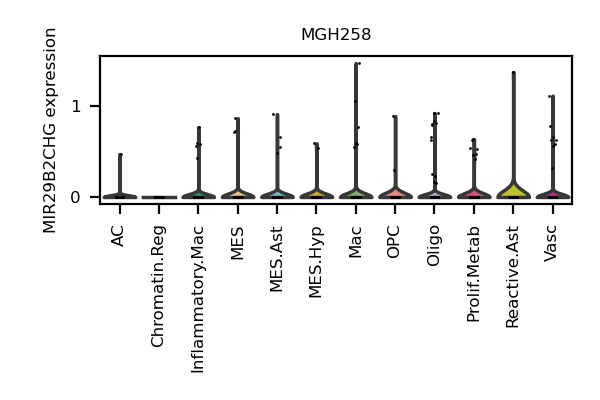 MGH258
MIR29B2CHG expression
1
0
AC
Chromatin.Reg
Inflammatory.Mac
MES
MES.Ast
MES.Hyp
Mac
OPC
Oligo
Prolif.Metab
Reactive.Ast
Vasc